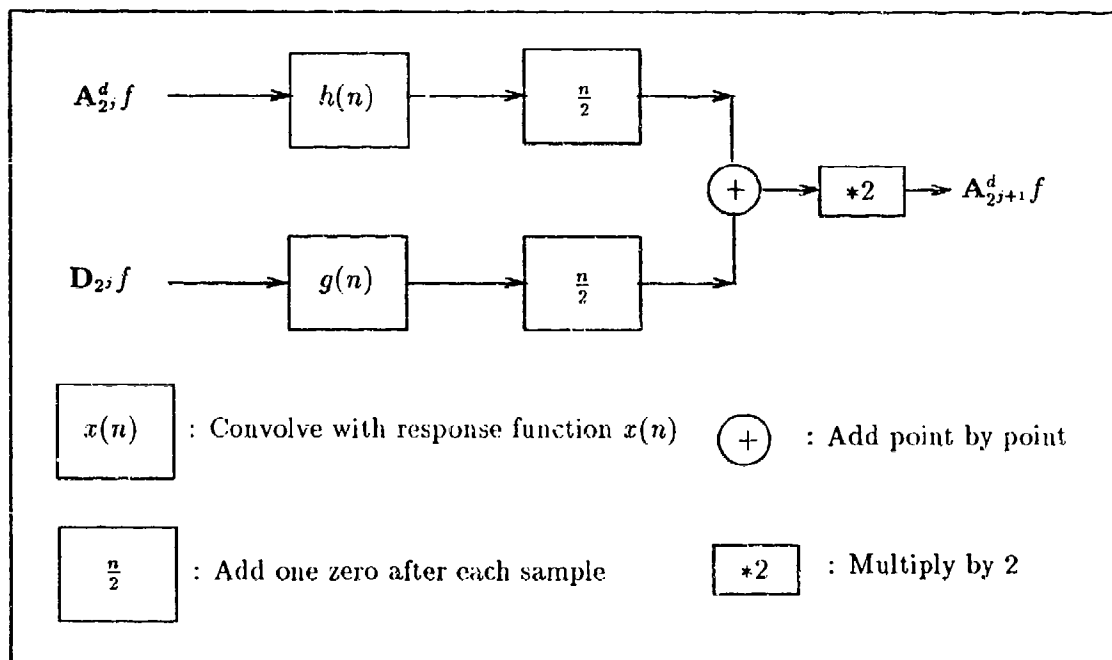 A^d_{2^j} f h(n) n/2
+ *2 A^d_{2^{j+1}} f
D_{2^j} f g(n) n/2
x(n) : Convolve with response function x(n) + : Add point by point
n/2 : Add one zero after each sample *2 : Multiply by 2